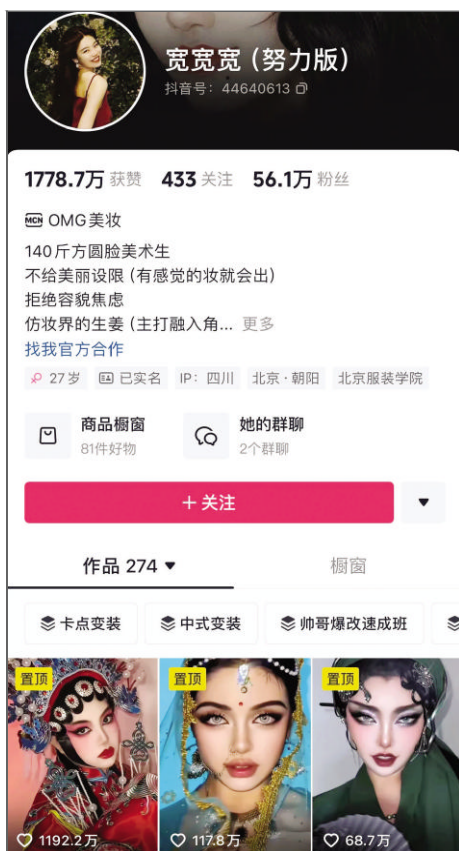 宽宽宽(努力版)
抖音号：44640613
1778.7万 获赞 433 关注 56.1万 粉丝
MCN OMG美妆
140斤方圆脸美术生
不给美丽设限(有感觉的妆就会出)
拒绝容貌焦虑
仿妆界的生姜(主打融入角... 更多
找我官方合作
27岁 已实名 IP：四川 北京·朝阳 北京服装学院
商品橱窗 她的群聊
81件好物 2个群聊
+关注
作品 274 ▼ 橱窗
卡点变装 中式变装 帅哥爆改速成班
置顶 置顶 置顶
1192.2万 117.8万 68.7万